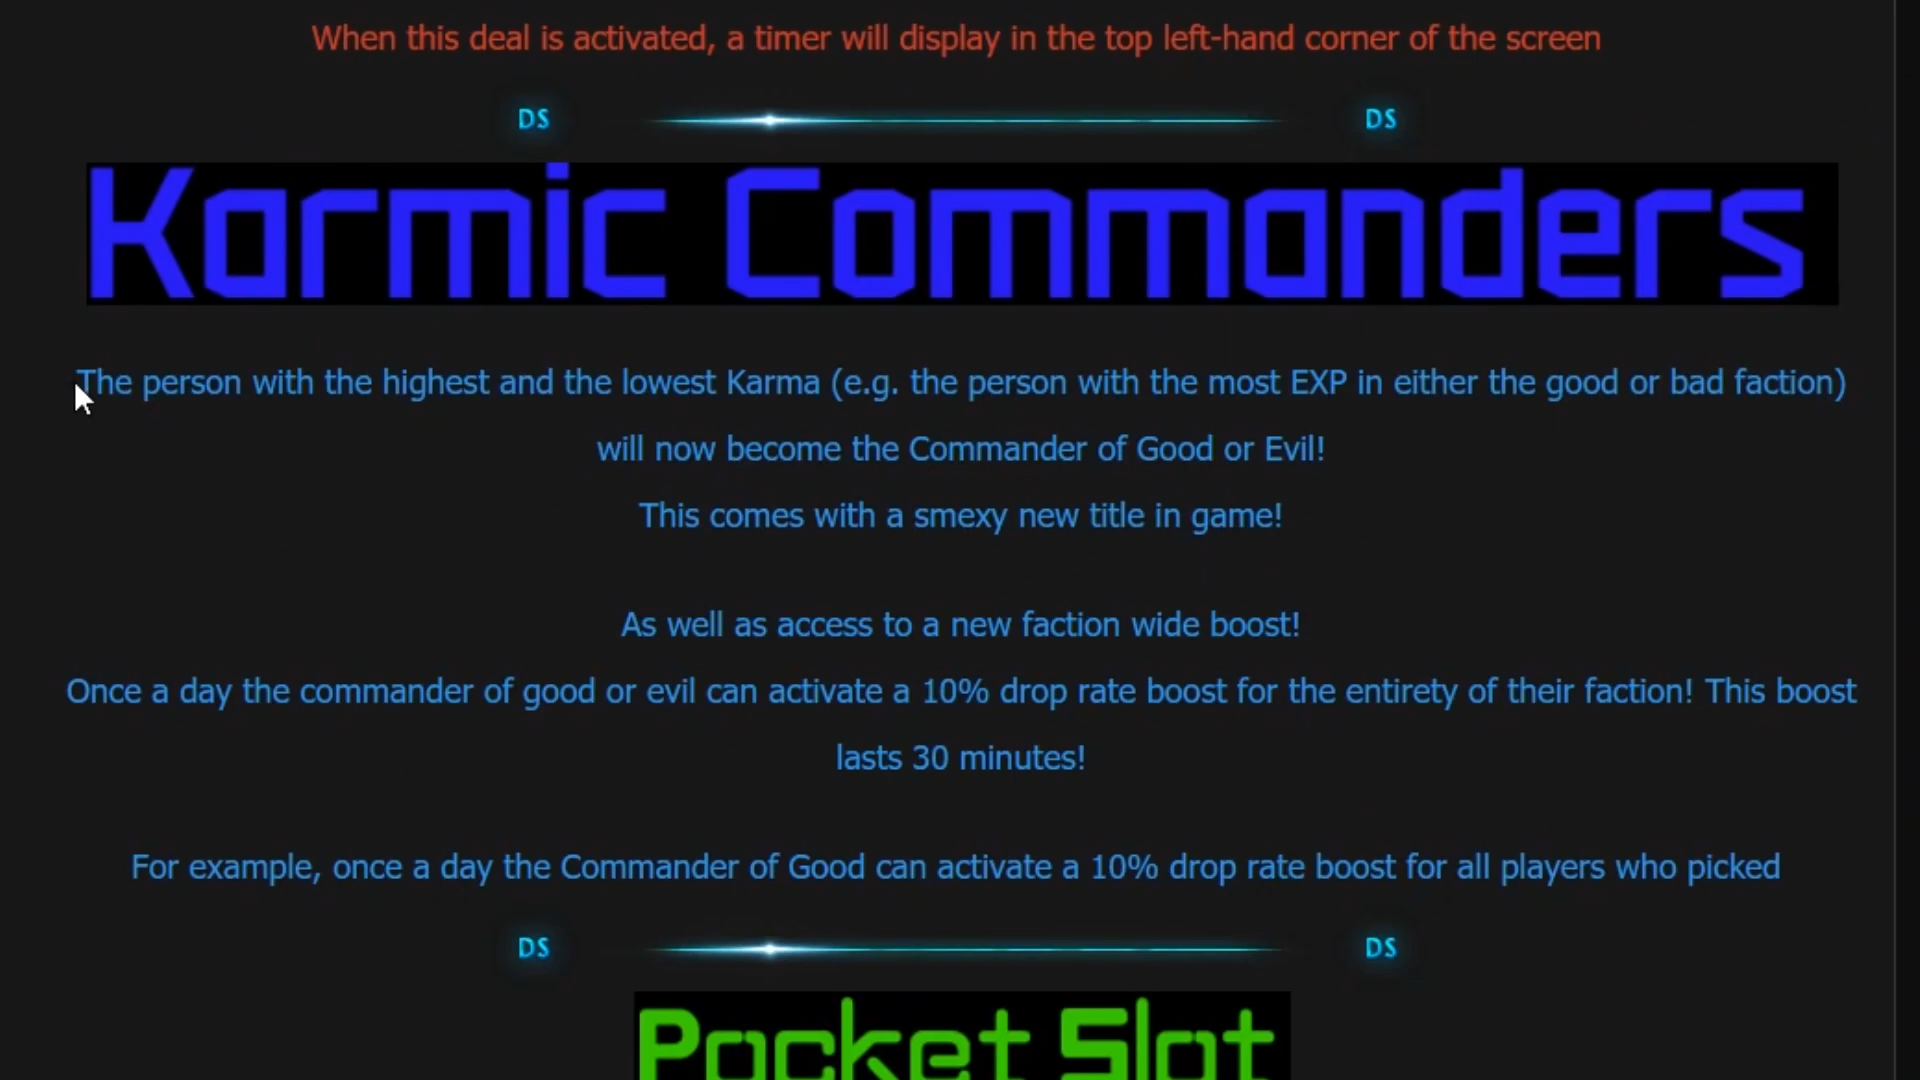 When this deal is activated, a timer will display in the top left-hand corner of the screen
DS DS
Karmic Commanders
The person with the highest and the lowest Karma (e.g. the person with the most EXP in either the good or bad faction)
will now become the Commander of Good or Evil!
This comes with a smexy new title in game!
As well as access to a new faction wide boost!
Once a day the commander of good or evil can activate a 10% drop rate boost for the entirety of their faction! This boost
lasts 30 minutes!
For example, once a day the Commander of Good can activate a 10% drop rate boost for all players who picked
DS DS
Pocket Slot